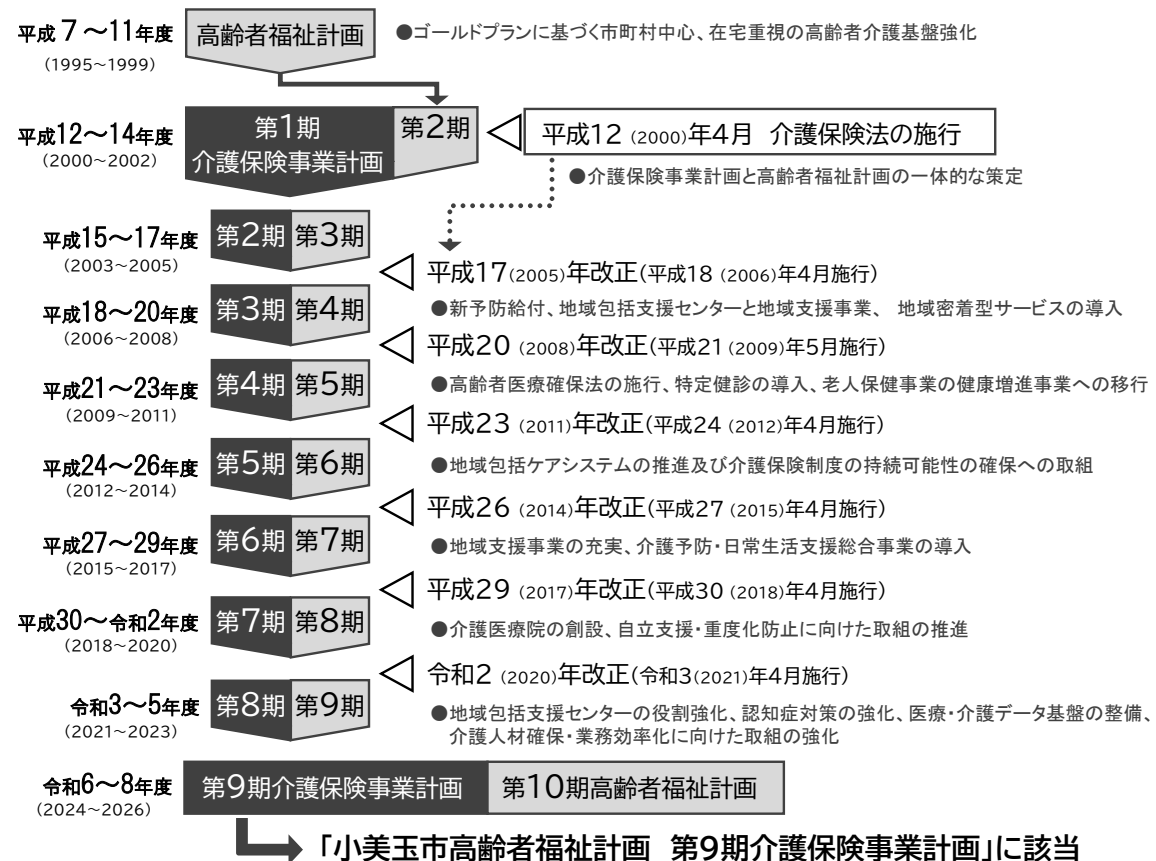 平成7～11年度 高齢者福祉計画 ●ゴールドプランに基づく市町村中心、在宅重視の高齢者介護基盤強化
(1995~1999)
平成12～14年度
(2000~2002)
第1期
介護保険事業計画
第2期
平成12 (2000)年4月 介護保険法の施行
●介護保険事業計画と高齢者福祉計画の一体的な策定
平成15～17年度 第2期 第3期
(2003~2005)
平成17(2005)年改正(平成18 (2006)年4月施行)
●新予防給付、地域包括支援センターと地域支援事業、 地域密着型サービスの導入
平成18～20年度 第3期 第4期
(2006~2008)
平成20 (2008)年改正(平成21 (2009)年5月施行)
●高齢者医療確保法の施行、特定健診の導入、老人保健事業の健康増進事業への移行
平成21～23年度 第4期 第5期
(2009~2011)
平成23 (2011)年改正(平成24 (2012)年4月施行)
●地域包括ケアシステムの推進及び介護保険制度の持続可能性の確保への取組
平成24～26年度 第5期 第6期
(2012~2014)
平成26 (2014)年改正(平成27 (2015)年4月施行)
●地域支援事業の充実、介護予防・日常生活支援総合事業の導入
平成27～29年度 第6期 第7期
(2015~2017)
平成29 (2017)年改正(平成30 (2018)年4月施行)
●介護医療院の創設、自立支援・重度化防止に向けた取組の推進
平成30～令和2年度 第7期 第8期
(2018~2020)
令和2 (2020)年改正(令和3(2021)年4月施行)
●地域包括支援センターの役割強化、認知症対策の強化、医療・介護データ基盤の整備、
介護人材確保・業務効率化に向けた取組の強化
令和3～5年度 第8期 第9期
(2021~2023)
令和6～8年度 第9期介護保険事業計画 第10期高齢者福祉計画
(2024~2026)
「小美玉市高齢者福祉計画 第9期介護保険事業計画」に該当